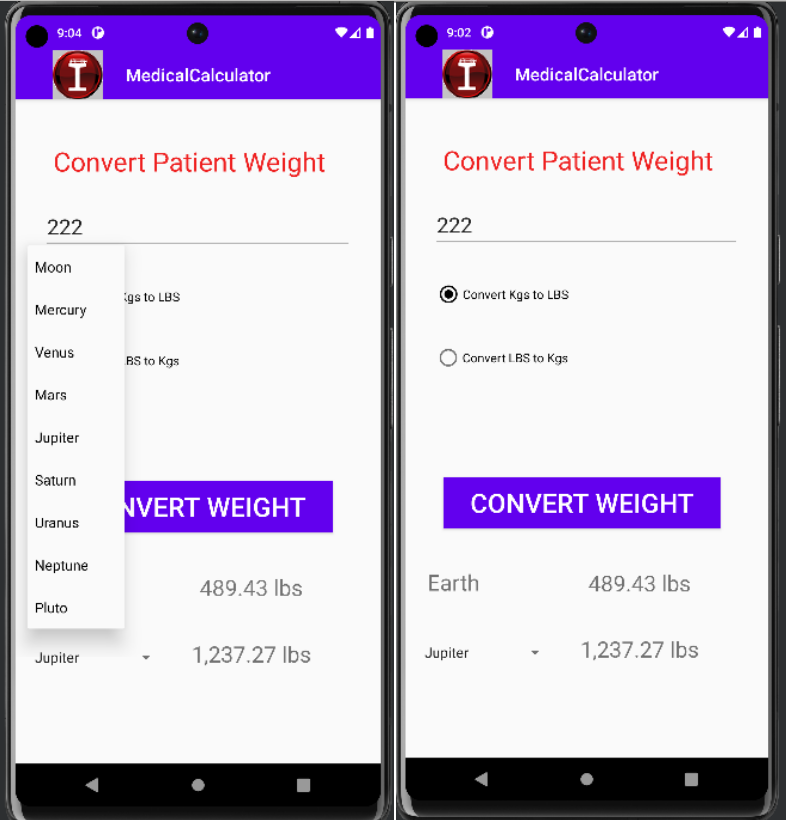 9:04
MedicalCalculator
Convert Patient Weight
222
Moon
Mercury
Venus
Mars
Jupiter
Saturn
Uranus
Neptune
Pluto
Kgs to LBS
LBS to Kgs
NVERT WEIGHT
489.43 lbs
Jupiter
1,237.27 lbs
9:02
MedicalCalculator
Convert Patient Weight
222
Convert Kgs to LBS
Convert LBS to Kgs
CONVERT WEIGHT
Earth 489.43 lbs
Jupiter 1,237.27 lbs